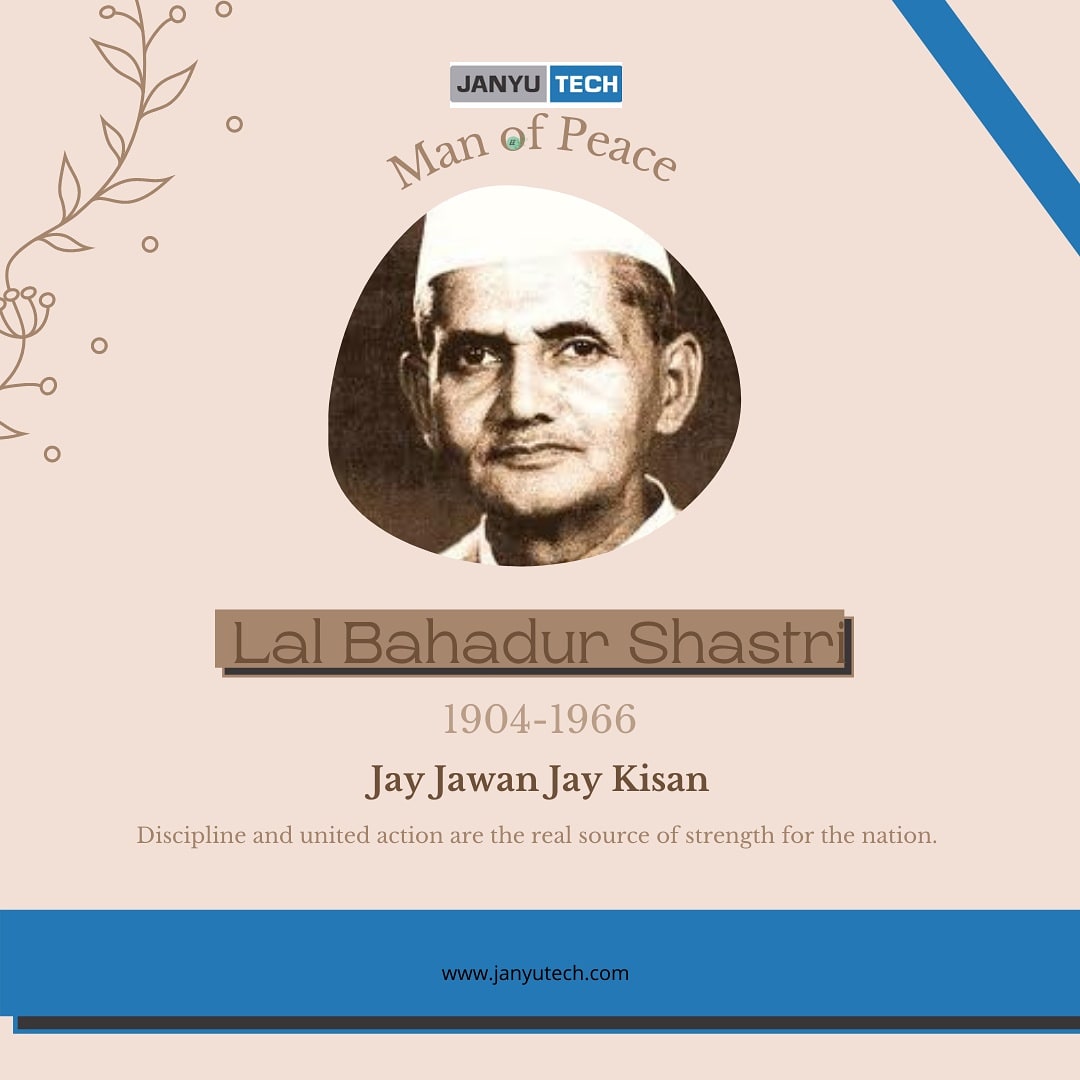 JANYU TECH
Man of Peace
Lal Bahadur Shastri
1904-1966
Jay Jawan Jay Kisan
Discipline and united action are the real source of strength for the nation.
www.janyutech.com